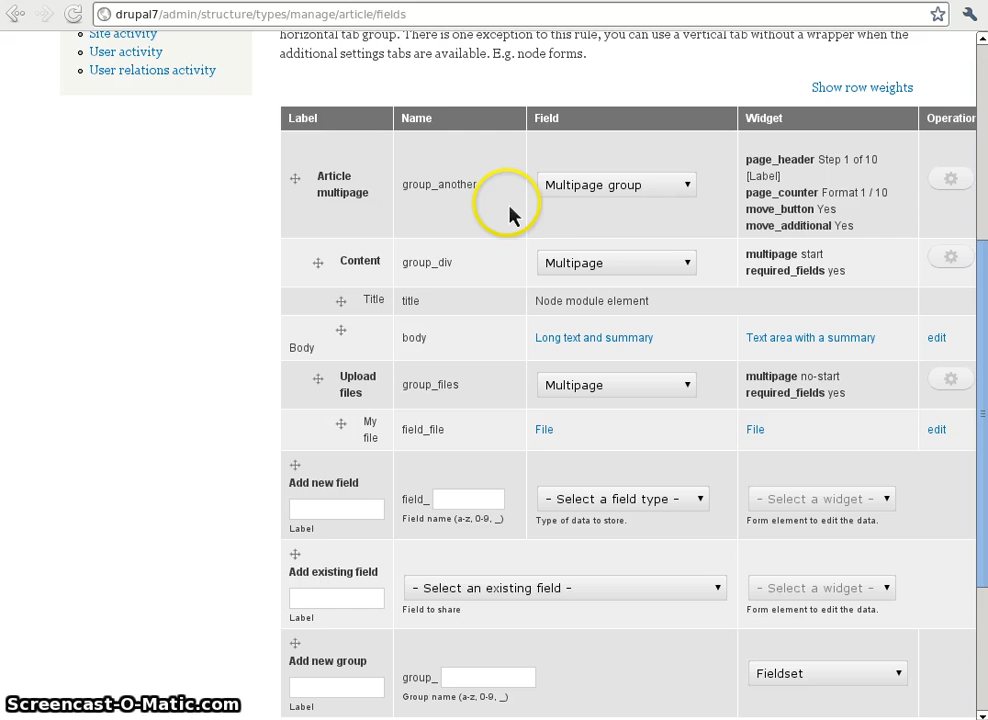 drupal7/admin/structure/types/manage/article/fields
Site activity
User activity
User relations activity
horizontal tab group. There is one exception to this rule, you can use a vertical tab without a wrapper when the
additional settings tabs are available. E.g. node forms.
Show row weights
Label Name Field Widget Operation
Article
multipage
group_another
Multipage group
page_header Step 1 of 10
[Label]
page_counter Format 1 / 10
move_button Yes
move_additional Yes
Content
group_div
Multipage
multipage start
required_fields yes
Title title Node module element
Body
body Long text and summary Text area with a summary edit
Upload
files
group_files
Multipage
multipage no-start
required_fields yes
My
file
field_file File File edit
Add new field
Label
field_
Field name (a-z, 0-9, _)
- Select a field type -
Type of data to store.
- Select a widget -
Form element to edit the data.
Add existing field
Label
- Select an existing field -
Field to share
- Select a widget -
Form element to edit the data.
Add new group
Label
group_
Group name (a-z, 0-9, _)
Fieldset
Screencast-O-Matic.com